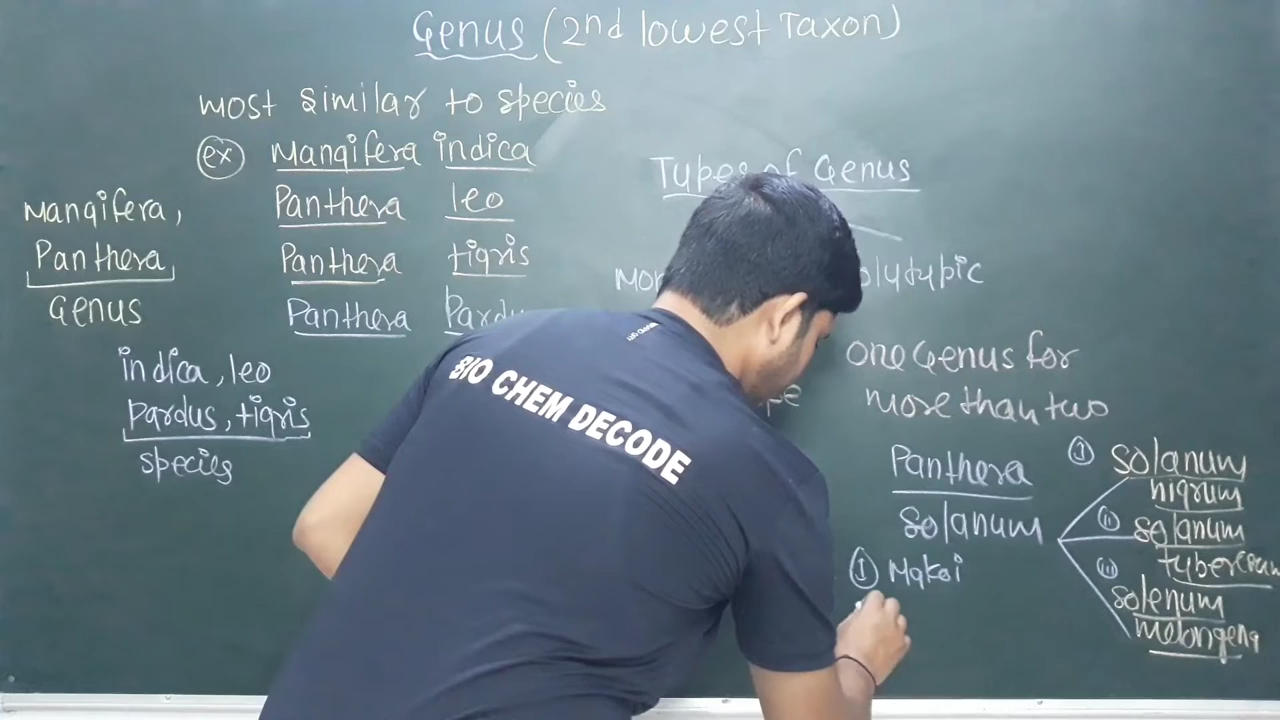 Genus (2nd lowest Taxon)
most similar to species
ex Mangifera indica
Panthera leo
Panthera tigris
Panthera
Mangifera,
Panthera
Genus
indica, leo
Pardus, tigris
species
Types of Genus
one Genus for
more than two
Panthera
solanum
① solanum
nigrum
(ii) solanum
(iii) solenum
melongena
① Makoi
BIO CHEM DECODE